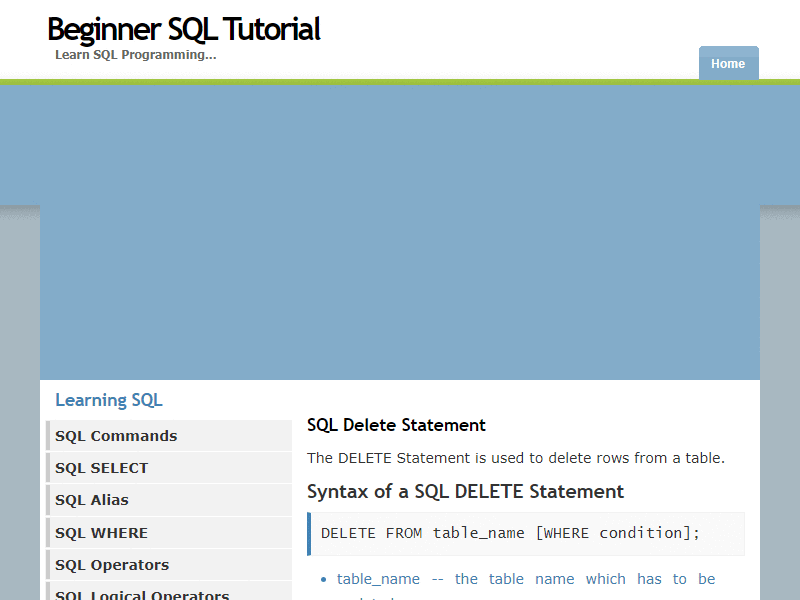 Beginner SQL Tutorial
Learn SQL Programming...
Home
Learning SQL
SQL Commands
SQL SELECT
SQL Alias
SQL WHERE
SQL Operators
SQL Logical Operators
SQL Delete Statement
The DELETE Statement is used to delete rows from a table.
Syntax of a SQL DELETE Statement
DELETE FROM table_name [WHERE condition];
• table_name -- the table name which has to be